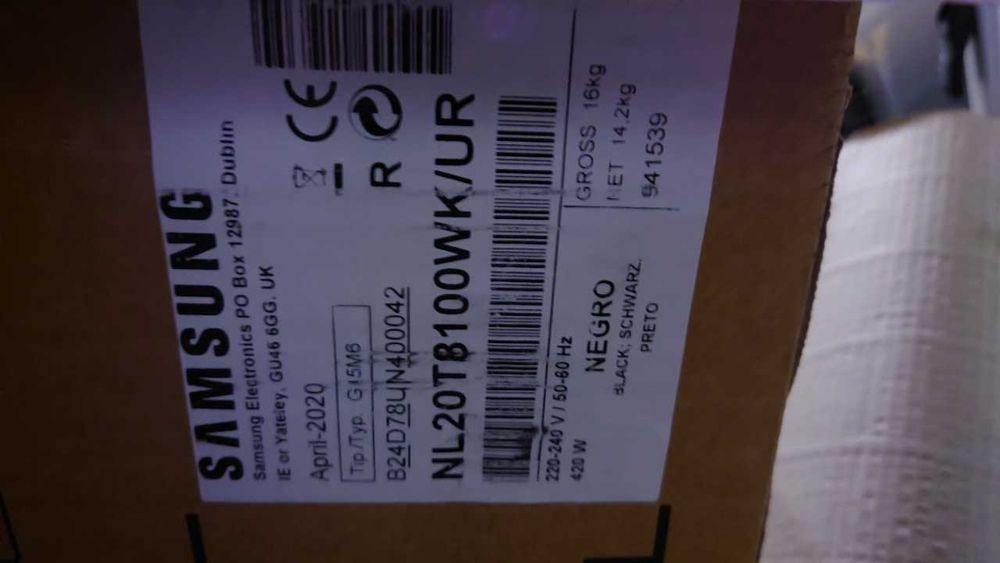 SAMSUNG
Samsung Electronics PO Box 12987. Dublin
IE or Yateley, GU46 6GG. UK
April-2020
Tip./Typ. G15M6
B24D78UN400042
R
NL20T8100WK/UR
220-240 V / 50-60 Hz
420 W
NEGRO
BLACK; SCHWARZ.
PRETO
GROSS 16kg
NET 14,2kg
941539